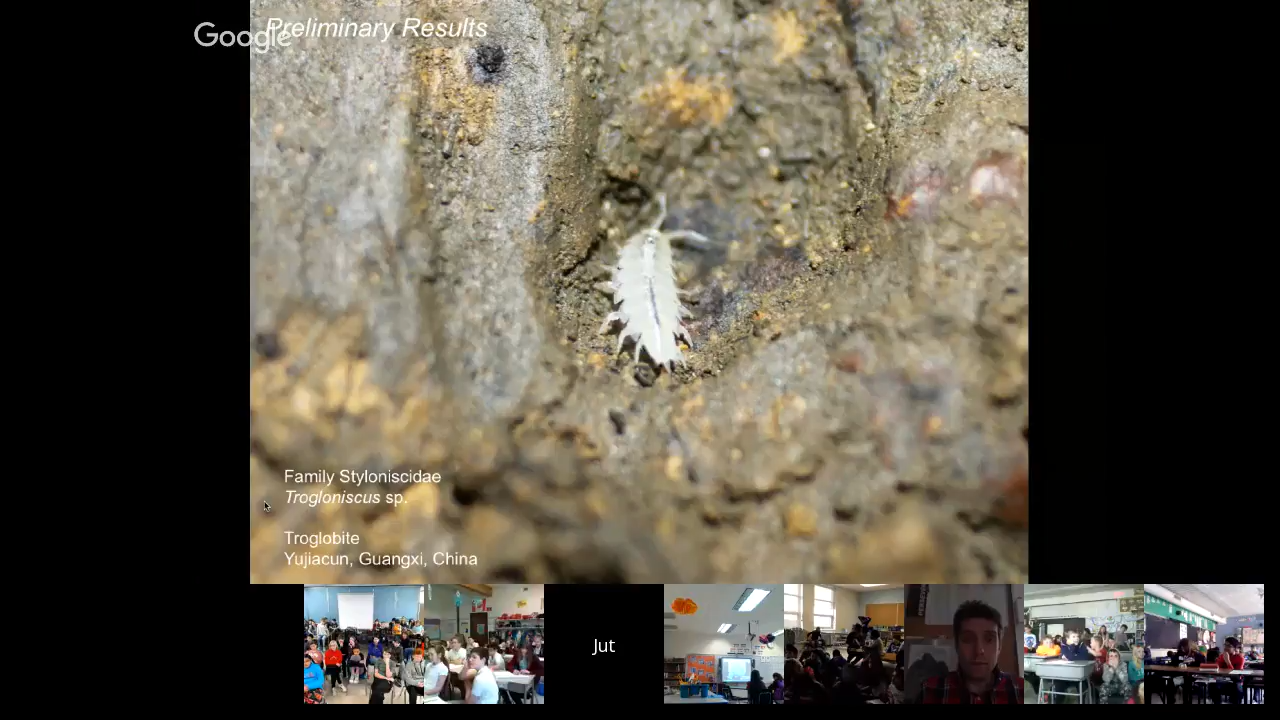 Google
Preliminary Results
Family Styloniscidae
Trogloniscus sp.
Troglobite
Yujiacun, Guangxi, China
Jut